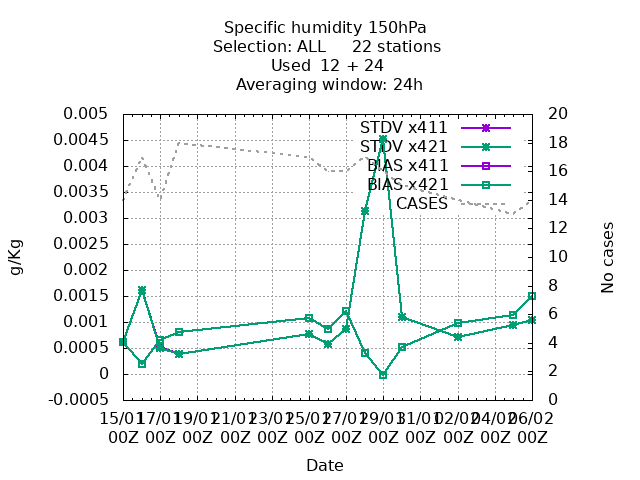 Specific humidity 150hPa
Selection: ALL 22 stations
Used 12 + 24
Averaging window: 24h
0.005
0.0045
0.004
0.0035
0.003
0.0025
0.002
0.0015
0.001
0.0005
0
-0.0005
g/Kg
20
18
16
14
12
10
8
6
4
2
0
No cases
STDV x411
STDV x421
BIAS x411
BIAS x421
CASES
15/01 17/01 19/01 21/01 23/01 25/01 27/01 29/01 31/01 02/02 04/02 06/02
00Z 00Z 00Z 00Z 00Z 00Z 00Z 00Z 00Z 00Z 00Z 00Z
Date